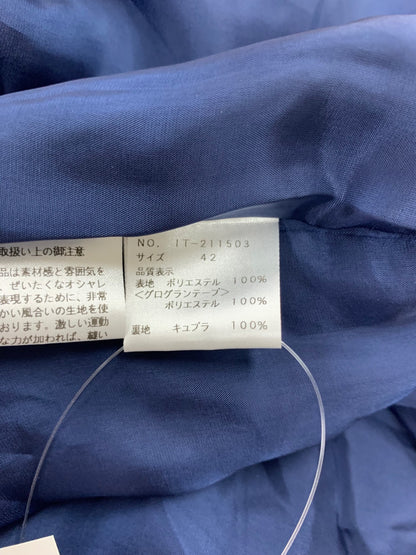 取扱い上の御注意
品は素材感と雰囲気を
、ぜいたくなオシャレ
表現するために、非常
かい風合いの生地を使
おります。激しい運動
な力が加われば、縫い
NO. IT-211503
サイズ 42
品質表示
表地 ポリエステル 100%
<グログランテープ>
ポリエステル 100%
裏地 キュプラ 100%